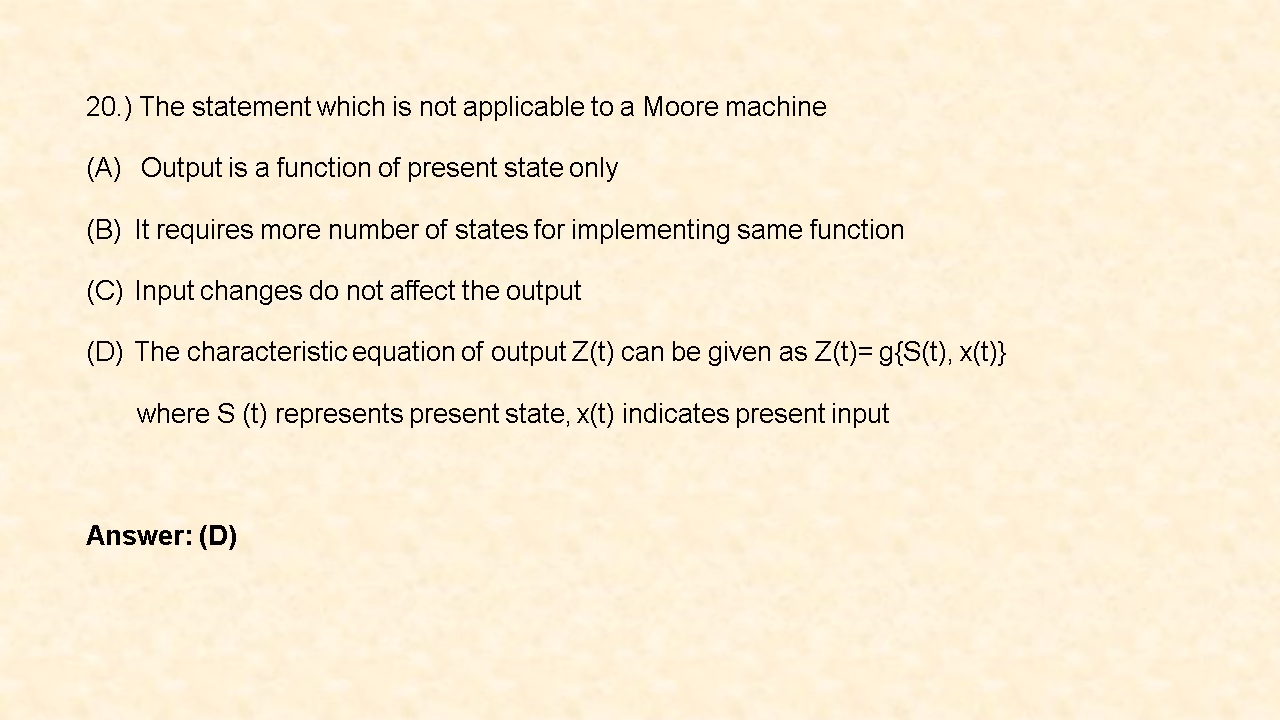 20.) The statement which is not applicable to a Moore machine
(A) Output is a function of present state only
(B) It requires more number of states for implementing same function
(C) Input changes do not affect the output
(D) The characteristic equation of output Z(t) can be given as Z(t)= g{S(t), x(t)}
where S (t) represents present state, x(t) indicates present input
Answer: (D)